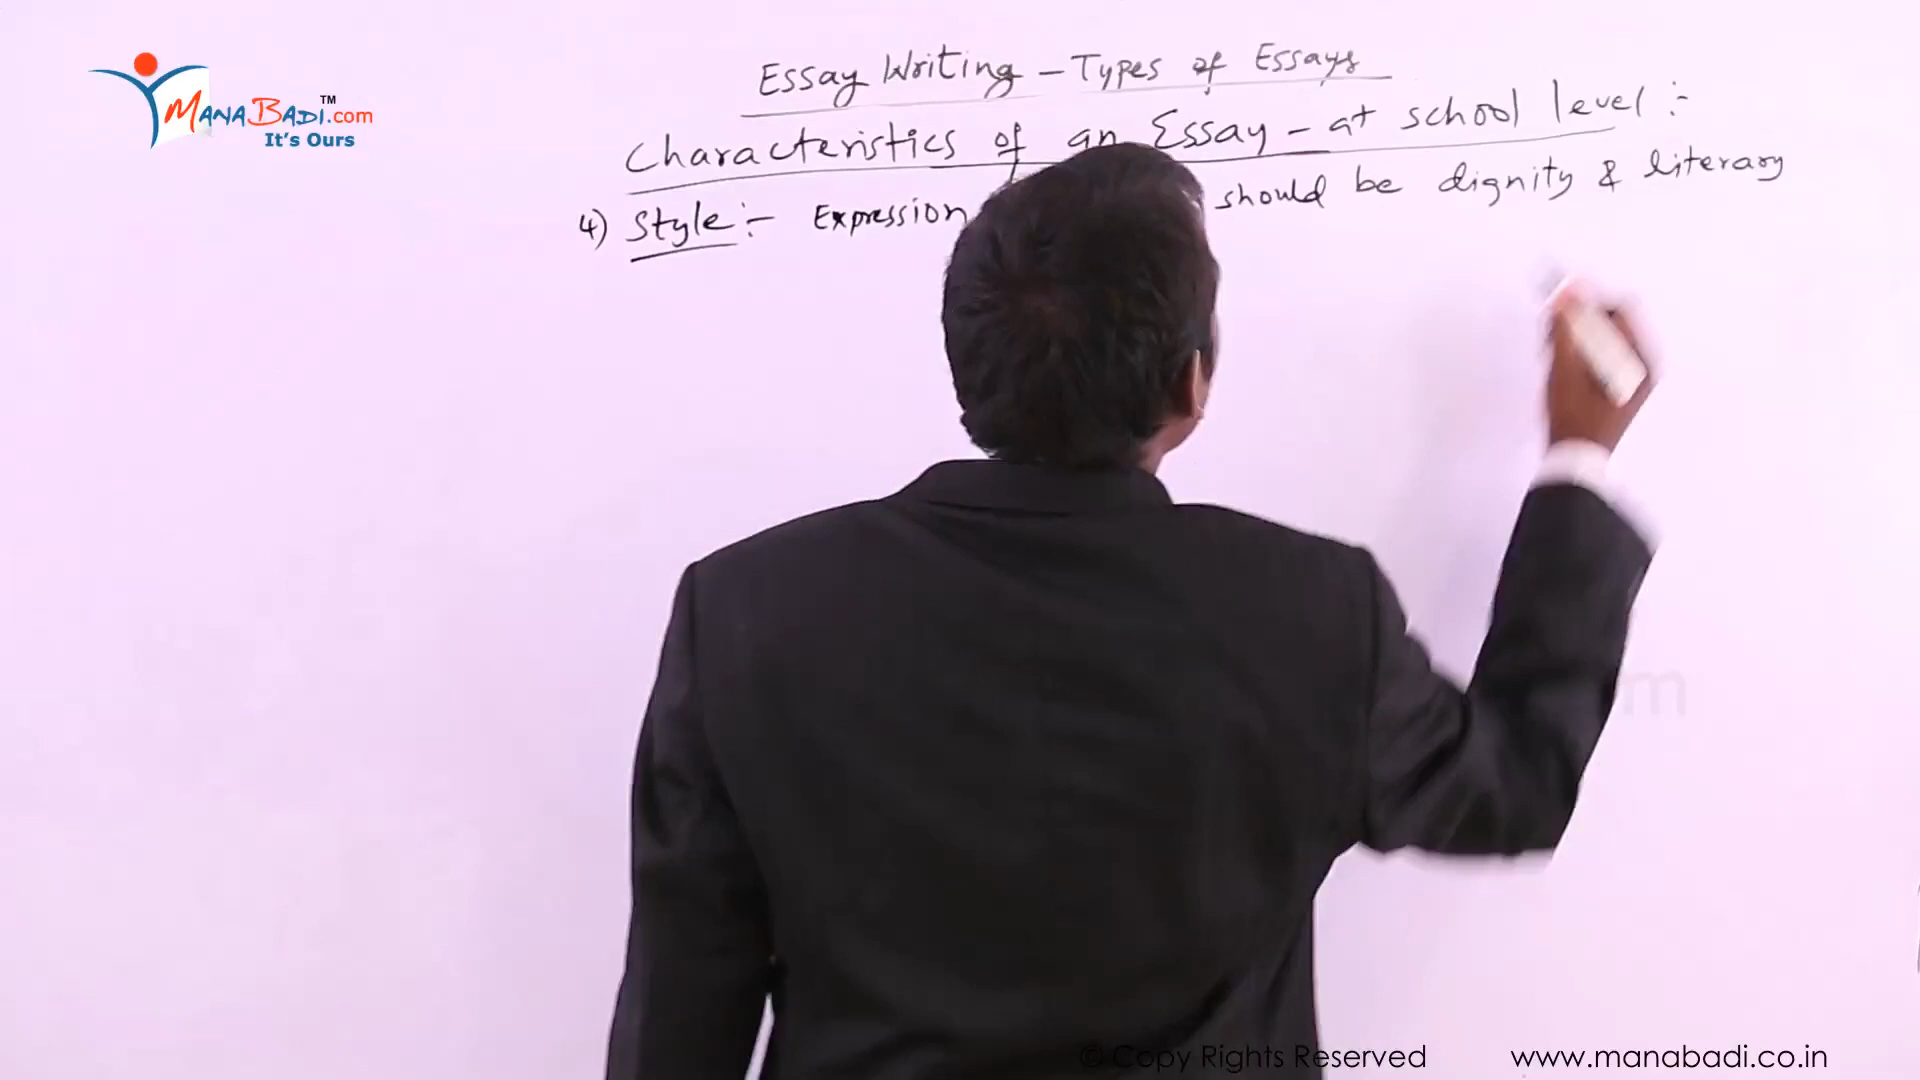 MANABADI.com
TM
It's Ours
Essay Writing - Types of Essays
Characteristics of an Essay - at school level :-
4) Style :- Expression should be dignity & literary
m
© Copy Rights Reserved www.manabadi.co.in